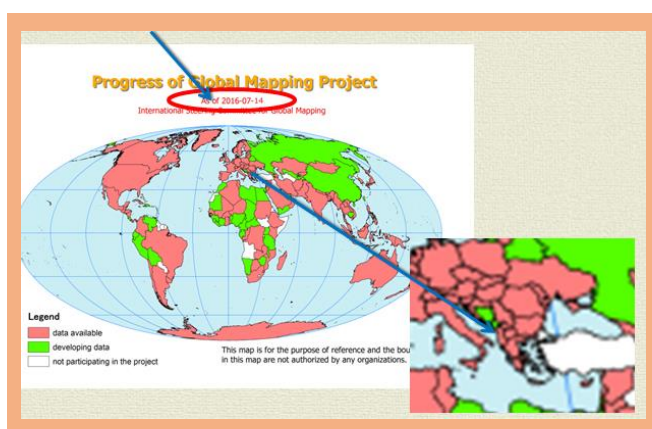 Progress of Global Mapping Project
As of 2016-07-14
International Steering Committee for Global Mapping
Legend
data available
developing data
not participating in the project
This map is for the purpose of reference and the bou
in this map are not authorized by any organizations.